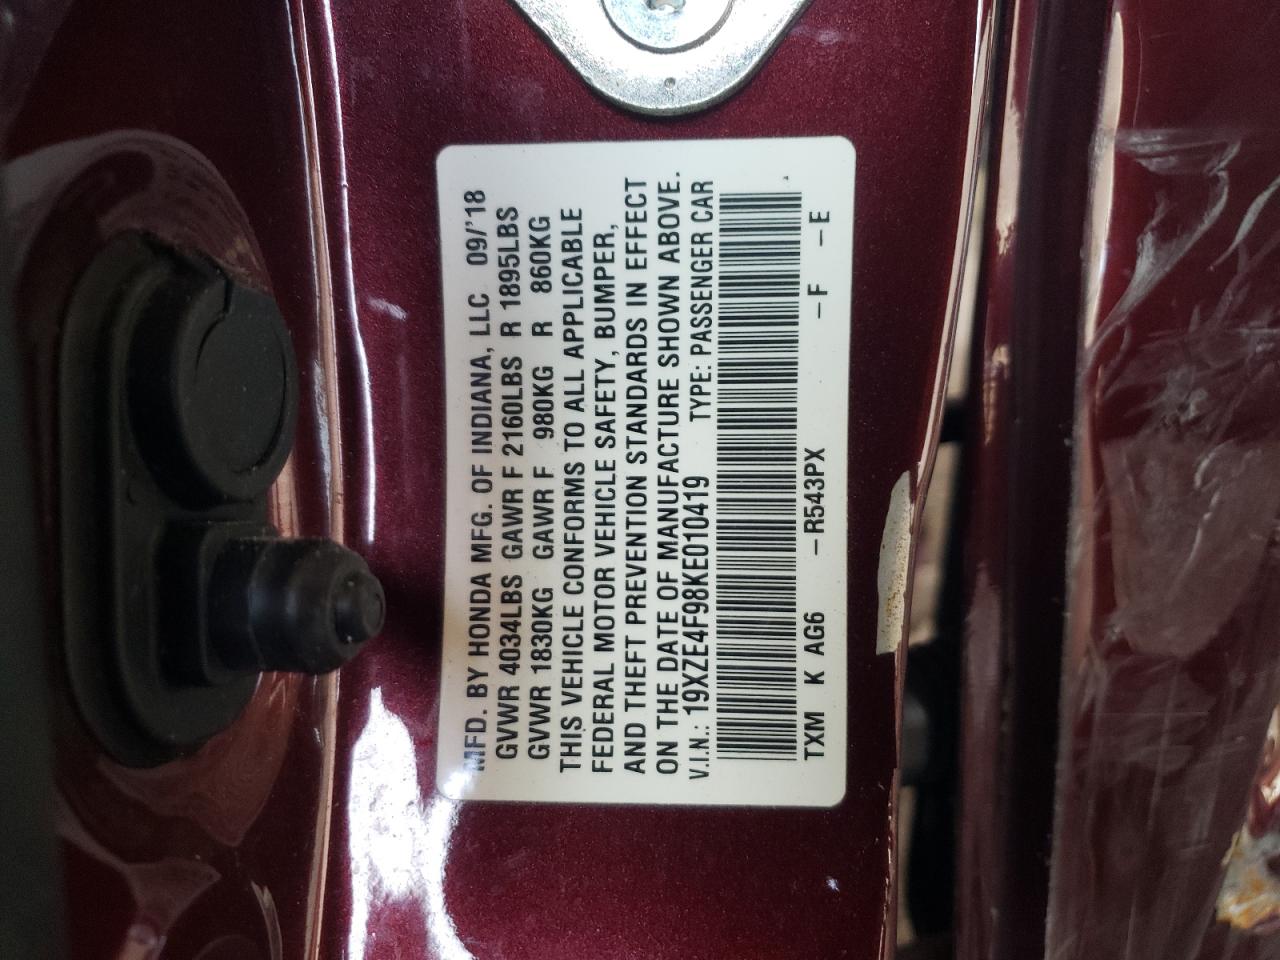 MFD. BY HONDA MFG. OF INDIANA, LLC 09/'18
GVWR 4034LBS GAWR F 2160LBS R 1895LBS
GVWR 1830KG GAWR F 980KG R 860KG
THIS VEHICLE CONFORMS TO ALL APPLICABLE
FEDERAL MOTOR VEHICLE SAFETY, BUMPER,
AND THEFT PREVENTION STANDARDS IN EFFECT
ON THE DATE OF MANUFACTURE SHOWN ABOVE.
V.I.N.: 19XZE4F98KE010419 TYPE: PASSENGER CAR
TXM K AG6 –R543PX –F –E